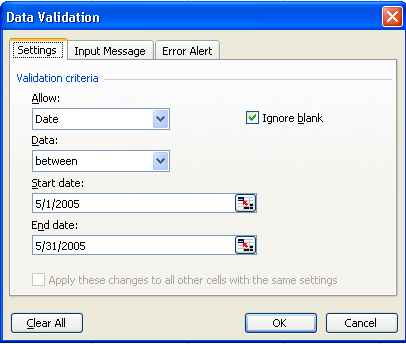 Data Validation
Settings Input Message Error Alert
Validation criteria
Allow:
Date Ignore blank
Data:
between
Start date:
5/1/2005
End date:
5/31/2005
Apply these changes to all other cells with the same settings
Clear All OK Cancel